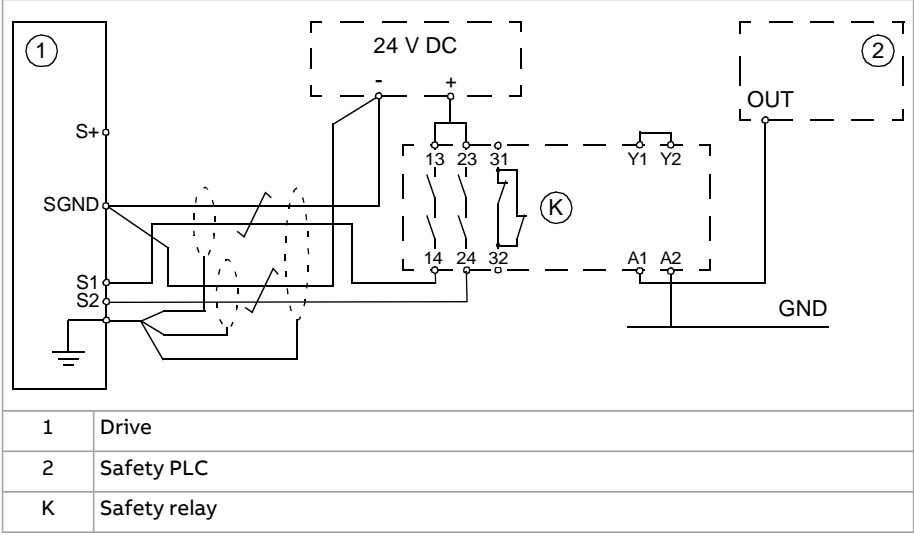 1
24 V DC
2
- +
OUT
S+
13 23 31
Y1 Y2
SGND
K
14 24 32
A1 A2
S1
S2
GND
1 Drive
2 Safety PLC
K Safety relay